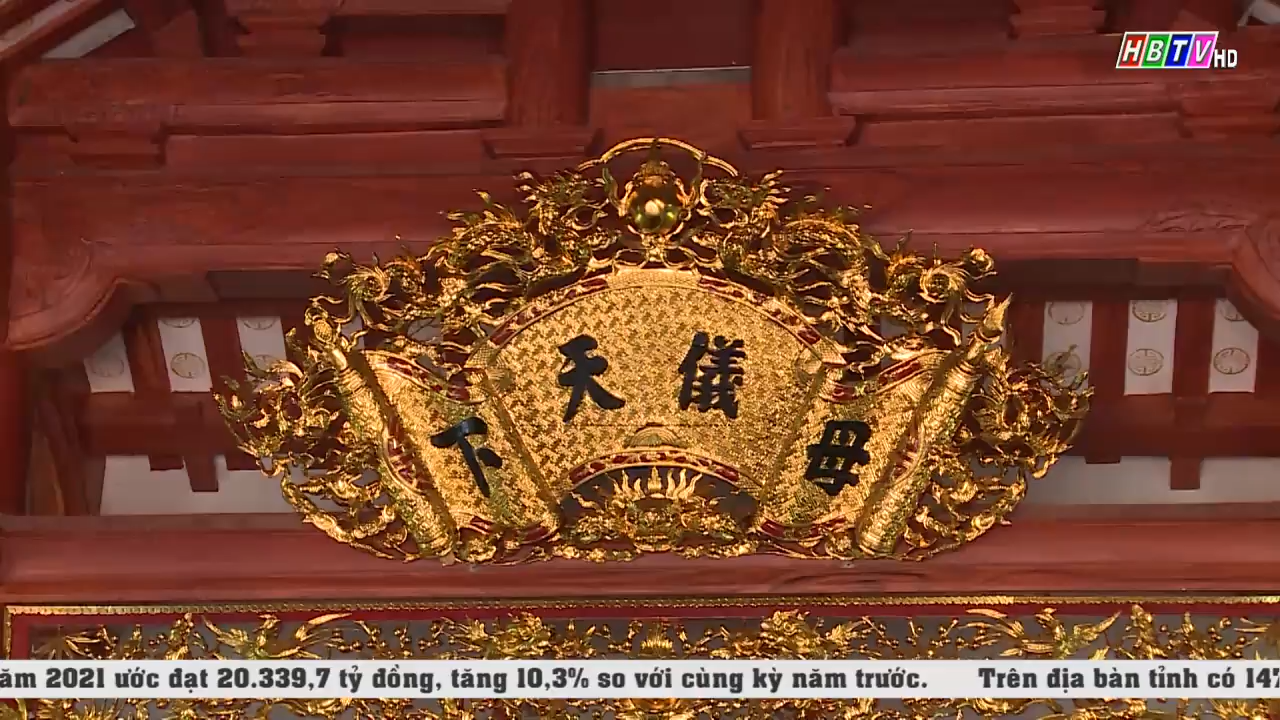 HBTV HD
下天儀母
ăm 2021 ước đạt 20.339,7 tỷ đồng, tăng 10,3% so với cùng kỳ năm trước. Trên địa bàn tỉnh có 147